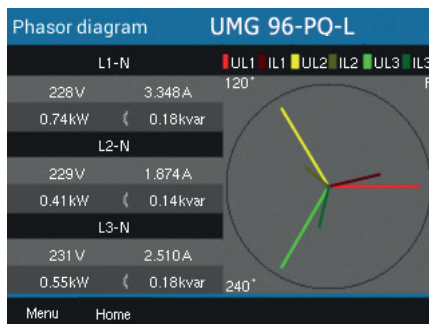 Phasor diagram UMG 96-PQ-L
L1-N UL1 IL1 UL2 IL2 UL3 IL3
120°
228V 3.348A
0.74kW 0.18kvar
L2-N
229V 1.874A
0.41kW 0.14kvar
L3-N
231V 2.510A
0.55kW 0.18kvar
240°
Menu Home